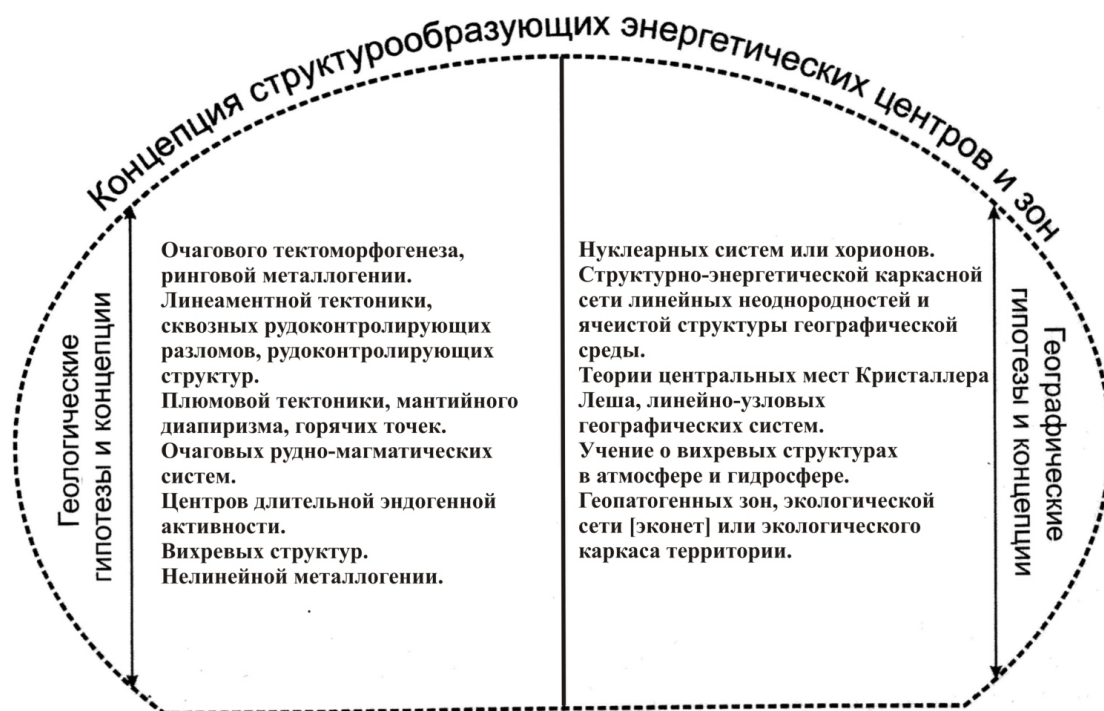 Концепция структурообразующих энергетических центров и зон
Геологические
гипотезы и концепции
Очагового тектоморфогенеза,
ринговой металлогении.
Линеаментной тектоники,
сквозных рудоконтролирующих
разломов, рудоконтролирующих
структур.
Плюмовой тектоники, мантийного
диапиризма, горячих точек.
Очаговых рудно-магматических
систем.
Центров длительной эндогенной
активности.
Вихревых структур.
Нелинейной металлогении.
Нуклеарных систем или хорионов.
Структурно-энергетической каркасной
сети линейных неоднородностей и
ячеистой структуры географической
среды.
Теории центральных мест Кристаллера
Леша, линейно-узловых
географических систем.
Учение о вихревых структурах
в атмосфере и гидросфере.
Геопатогенных зон, экологической
сети [эконет] или экологического
каркаса территории.
Географические
гипотезы и концепции